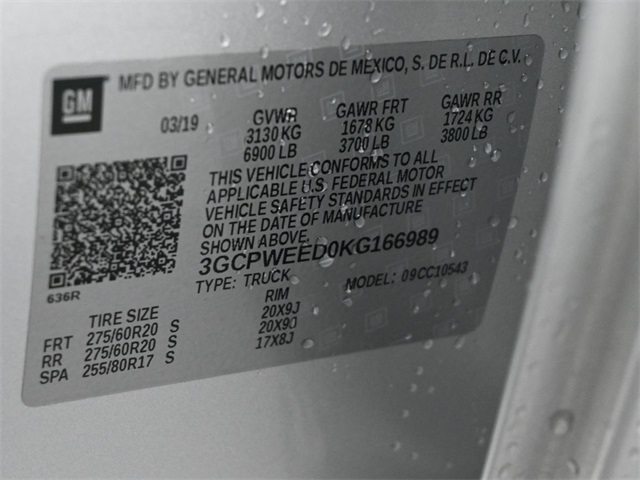 GM
MFD BY GENERAL MOTORS DE MEXICO, S. DE R.L. DE C.V.
03/19 GVWR GAWR FRT GAWR RR
3130 KG 1678 KG 1724 KG
6900 LB 3700 LB 3800 LB
THIS VEHICLE CONFORMS TO ALL
APPLICABLE U.S. FEDERAL MOTOR
VEHICLE SAFETY STANDARDS IN EFFECT
ON THE DATE OF MANUFACTURE
SHOWN ABOVE.
3GCPWEED0KG166989
636R
TYPE: TRUCK MODEL: 09CC10543
TIRE SIZE RIM
FRT 275/60R20 S 20X9J
RR 275/60R20 S 20X9J
SPA 255/80R17 S 17X8J